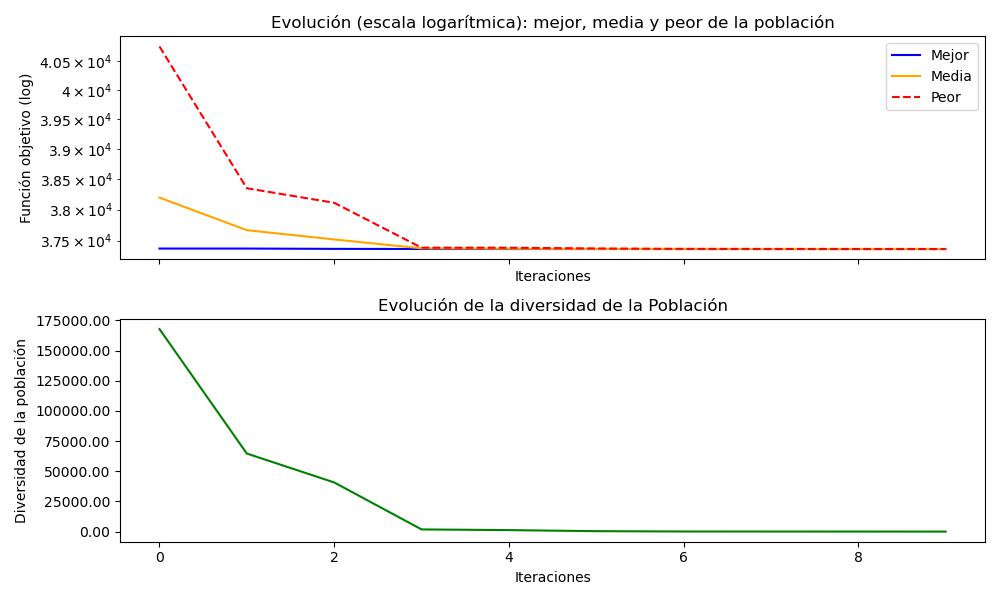 Evolución (escala logarítmica): mejor, media y peor de la población
Función objetivo (log)
4.05 × 10⁴
4 × 10⁴
3.95 × 10⁴
3.9 × 10⁴
3.85 × 10⁴
3.8 × 10⁴
3.75 × 10⁴
Mejor
Media
Peor
Iteraciones
Evolución de la diversidad de la Población
Diversidad de la población
175000.00
150000.00
125000.00
100000.00
75000.00
50000.00
25000.00
0.00
0 2 4 6 8
Iteraciones